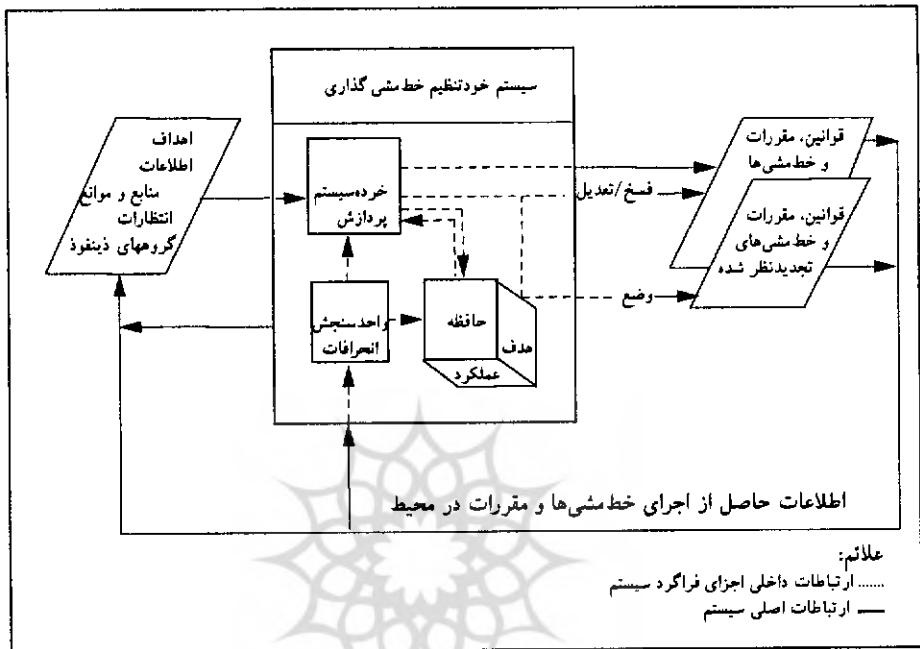 سیستم خودتنظیم خط‌مشی گذاری
اهداف
اطلاعات
منابع و موانع
انتظارات
گروههای ذینفوذ
خرده‌سیستم
پردازش
واحدسنجش
انحرافات
حافظه
هدف
عملکرد
فسخ/تعدیل
وضع
قوانین، مقررات
و خط‌مشی‌ها
قوانین، مقررات
و خط‌مشی‌های
تجدیدنظر شده
اطلاعات حاصل از اجرای خط‌مشی‌ها و مقررات در محیط
علائم:
...... ارتباطات داخلی اجزای فراگرد سیستم
ــــ ارتباطات اصلی سیستم